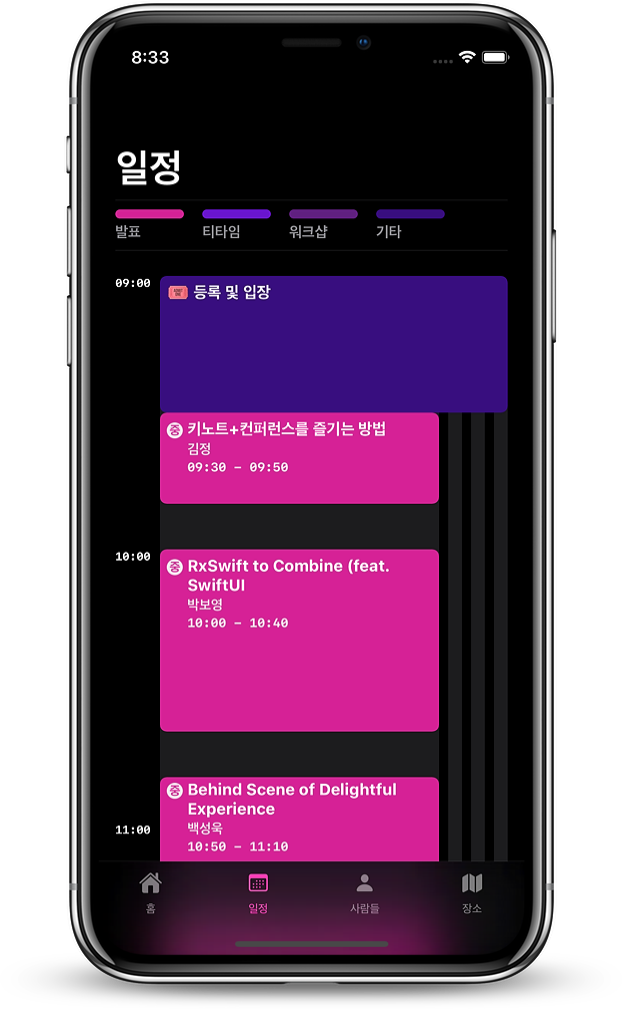 8:33
일정
발표
티타임
워크샵
기타
09:00
등록 및 입장
중 키노트+컨퍼런스를 즐기는 방법
김정
09:30 – 09:50
10:00
중 RxSwift to Combine (feat.
SwiftUI
박보영
10:00 – 10:40
중 Behind Scene of Delightful
Experience
백성욱
11:00
10:50 – 11:10
홈
일정
사람들
장소